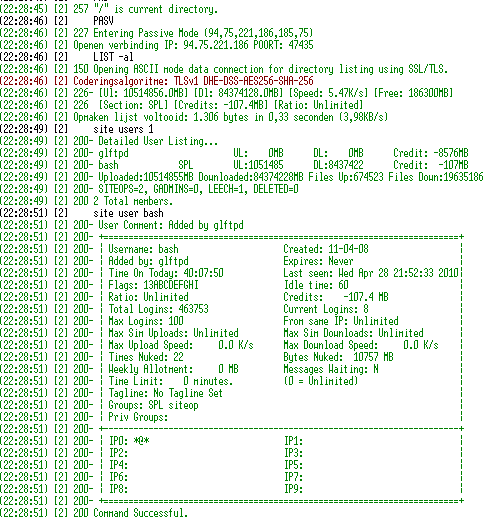 (22:28:45) [2] 257 "/" is current directory.
(22:28:46) [2]      PASV
(22:28:46) [2] 227 Entering Passive Mode (94,75,221,186,185,75)
(22:28:46) [2] Openen verbinding IP: 94.75.221.186 POORT: 47435
(22:28:46) [2]      LIST -al
(22:28:46) [2] 150 Opening ASCII mode data connection for directory listing using SSL/TLS.
(22:28:46) [2] Coderingsalgoritme: TLSv1 DHE-DSS-AES256-SHA-256
(22:28:46) [2] 226- [Ul: 10514856.0MB] [Dl: 84374128.0MB] [Speed: 5.47K/s] [Free: 186300MB]
(22:28:46) [2] 226  [Section: SPL] [Credits: -107.4MB] [Ratio: Unlimited]
(22:28:46) [2] Opmaken lijst voltooid: 1.306 bytes in 0,33 seconden (3,98KB/s)
(22:28:49) [2]      site users 1
(22:28:49) [2] 200- Detailed User Listing...
(22:28:49) [2] 200- glftpd UL: 0MB DL: 0MB Credit: -8576MB
(22:28:49) [2] 200- bash SPL UL:1051485 DL:8437422 Credit: -107MB
(22:28:49) [2] 200- Uploaded:10514855MB Downloaded:84374228MB Files Up:674523 Files Down:19635186
(22:28:49) [2] 200- SITEOPS=2, GADMINS=0, LEECH=1, DELETED=0
(22:28:49) [2] 200 2 Total members.
(22:28:51) [2]      site user bash
(22:28:51) [2] 200- User Comment: Added by glftpd
(22:28:51) [2] 200- +=================================================================+
(22:28:51) [2] 200- | Username: bash Created: 11-04-08 |
(22:28:51) [2] 200- | Added by: glftpd Expires: Never |
(22:28:51) [2] 200- | Time On Today: 40:07:50 Last seen: Wed Apr 28 21:52:33 2010|
(22:28:51) [2] 200- | Flags: 13ABCDEFGHI Idle time: 60 |
(22:28:51) [2] 200- | Ratio: Unlimited Credits: -107.4 MB |
(22:28:51) [2] 200- | Total Logins: 463753 Current Logins: 8 |
(22:28:51) [2] 200- | Max Logins: 100 From same IP: Unlimited |
(22:28:51) [2] 200- | Max Sim Uploads: Unlimited Max Sim Downloads: Unlimited |
(22:28:51) [2] 200- | Max Upload Speed: 0.0 K/s Max Download Speed: 0.0 K/s |
(22:28:51) [2] 200- | Times Nuked: 22 Bytes Nuked: 10757 MB |
(22:28:51) [2] 200- | Weekly Allotment: 0 MB Messages Waiting: N |
(22:28:51) [2] 200- | Time Limit: 0 minutes. (0 = Unlimited) |
(22:28:51) [2] 200- | Tagline: No Tagline Set |
(22:28:51) [2] 200- | Groups: SPL siteop |
(22:28:51) [2] 200- | Priv Groups: |
(22:28:51) [2] 200- +-----------------------------------------------------------------+
(22:28:51) [2] 200- | IP0: *@* IP1: |
(22:28:51) [2] 200- | IP2: IP3: |
(22:28:51) [2] 200- | IP4: IP5: |
(22:28:51) [2] 200- | IP6: IP7: |
(22:28:51) [2] 200- | IP8: IP9: |
(22:28:51) [2] 200- +=================================================================+
(22:28:51) [2] 200 Command Successful.